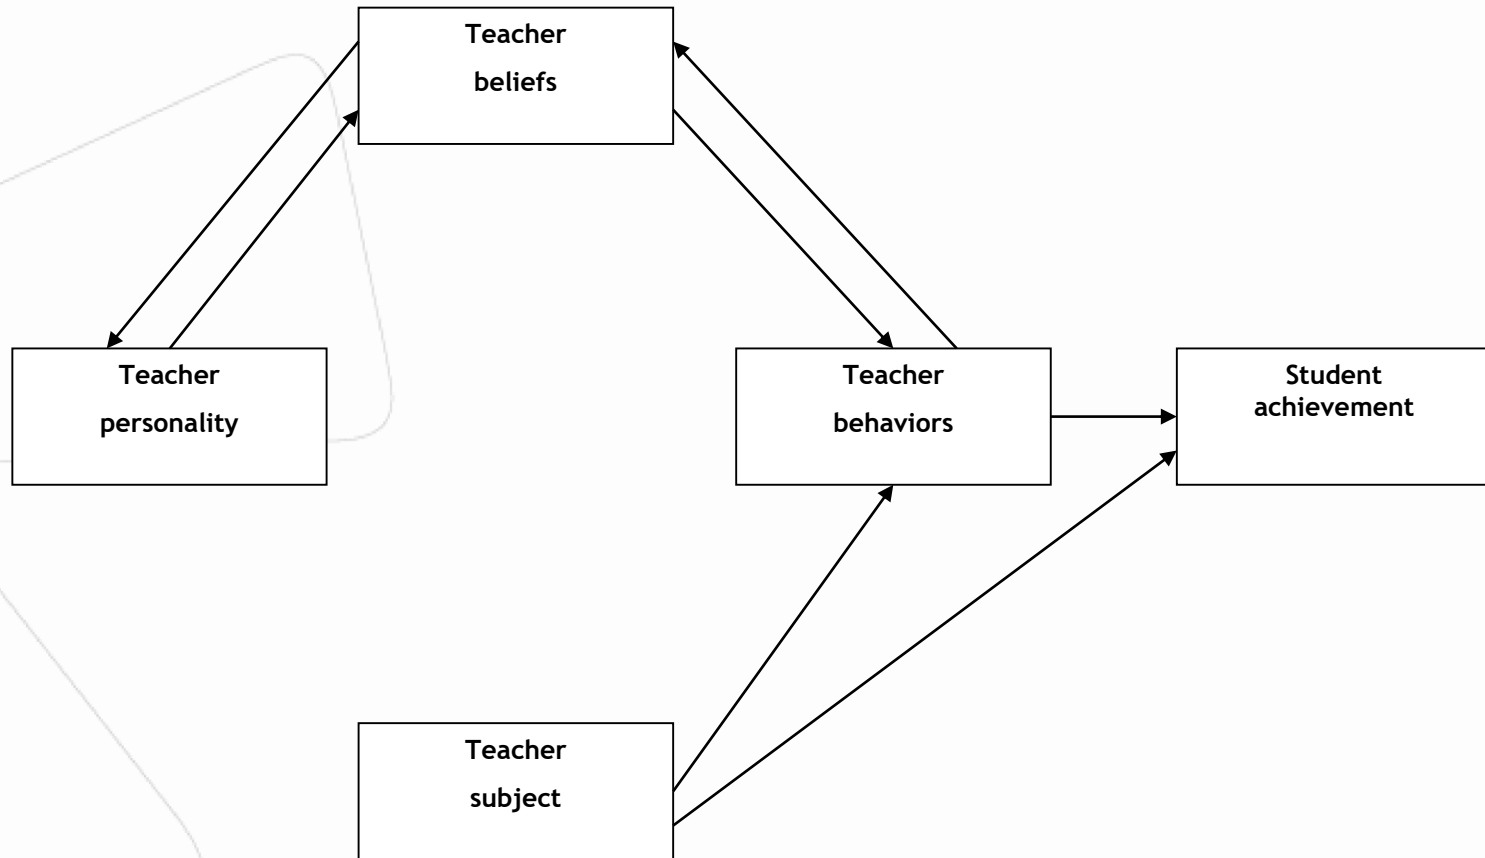 Teacher
beliefs
Teacher
personality
Teacher
behaviors
Student
achievement
Teacher
subject